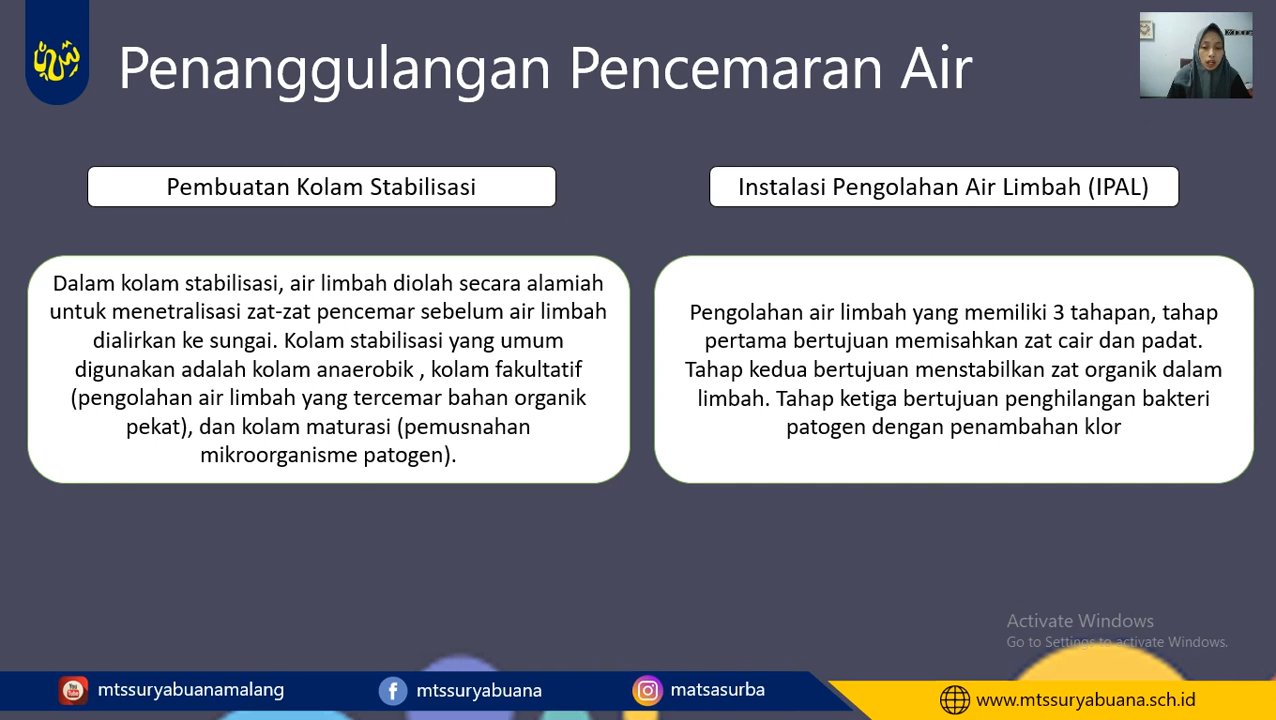 Penanggulangan Pencemaran Air
Pembuatan Kolam Stabilisasi
Dalam kolam stabilisasi, air limbah diolah secara alamiah
untuk menetralisasi zat-zat pencemar sebelum air limbah
dialirkan ke sungai. Kolam stabilisasi yang umum
digunakan adalah kolam anaerobik , kolam fakultatif
(pengolahan air limbah yang tercemar bahan organik
pekat), dan kolam maturasi (pemusnahan
mikroorganisme patogen).
Instalasi Pengolahan Air Limbah (IPAL)
Pengolahan air limbah yang memiliki 3 tahapan, tahap
pertama bertujuan memisahkan zat cair dan padat.
Tahap kedua bertujuan menstabilkan zat organik dalam
limbah. Tahap ketiga bertujuan penghilangan bakteri
patogen dengan penambahan klor
Activate Windows
Go to Settings to activate Windows.
mtssuryabuanamalang
mtssuryabuana
matsasurba
www.mtssuryabuana.sch.id